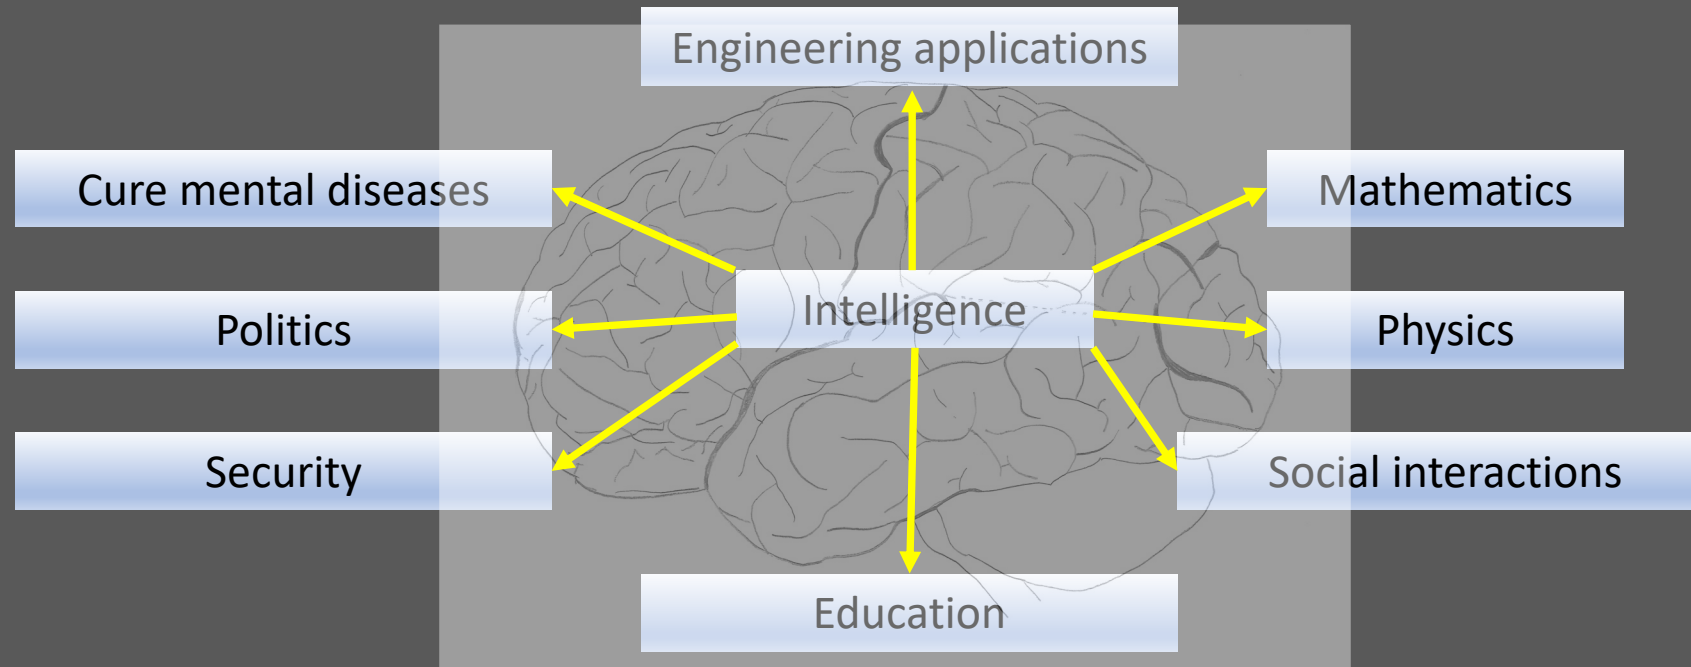 Engineering applications
Cure mental diseases
Mathematics
Intelligence
Politics
Physics
Security
Social interactions
Education